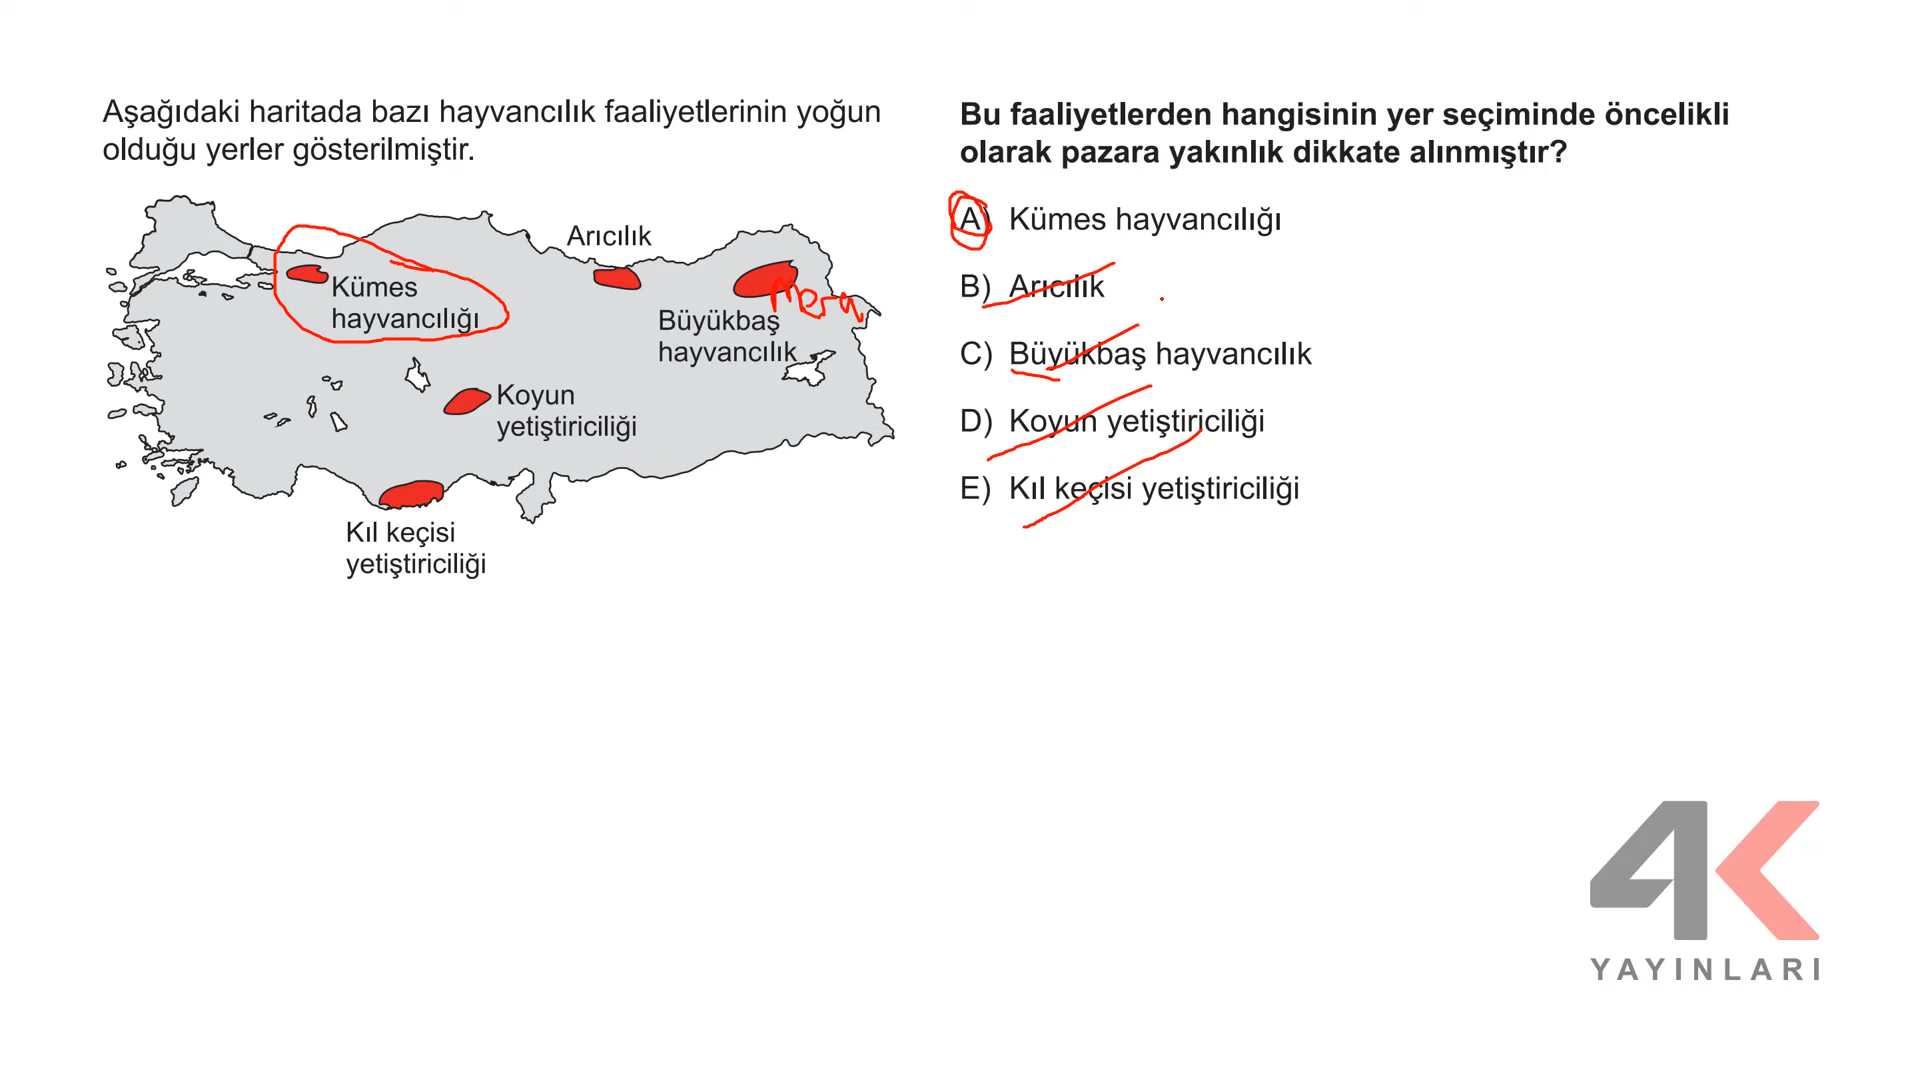 Aşağıdaki haritada bazı hayvancılık faaliyetlerinin yoğun
olduğu yerler gösterilmiştir.
Arıcılık
Kümes
hayvancılığı
mera
Büyükbaş
hayvancılık
Koyun
yetiştiriciliği
Kıl keçisi
yetiştiriciliği
Bu faaliyetlerden hangisinin yer seçiminde öncelikli
olarak pazara yakınlık dikkate alınmıştır?
A) Kümes hayvancılığı
B) Arıcılık
C) Büyükbaş hayvancılık
D) Koyun yetiştiriciliği
E) Kıl keçisi yetiştiriciliği
4K
YAYINLARI